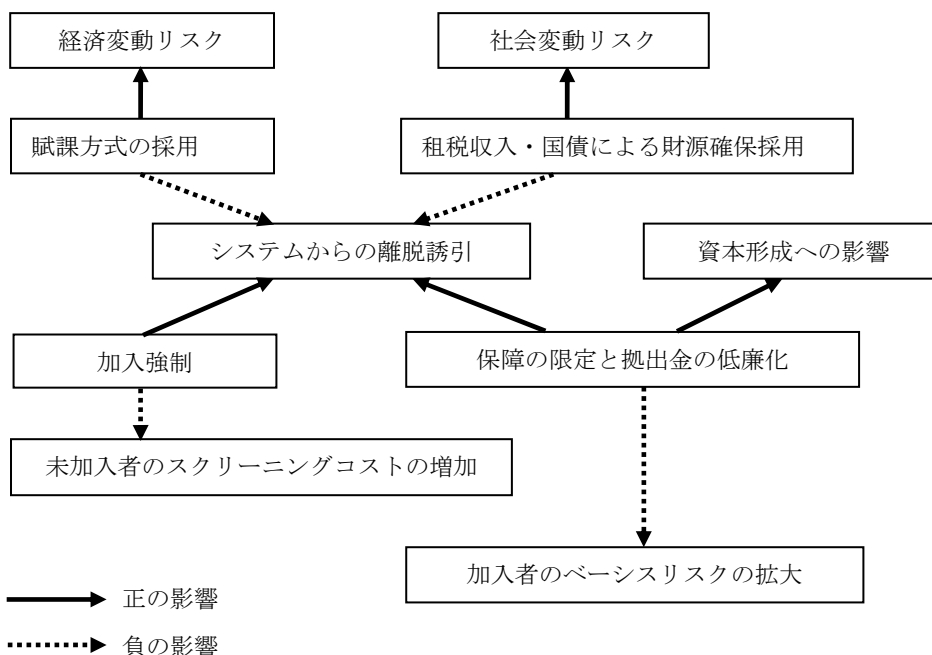 経済変動リスク
社会変動リスク
賦課方式の採用
租税収入・国債による財源確保採用
システムからの離脱誘引
資本形成への影響
加入強制
保障の限定と拠出金の低廉化
未加入者のスクリーニングコストの増加
加入者のベーシスリスクの拡大
正の影響
負の影響